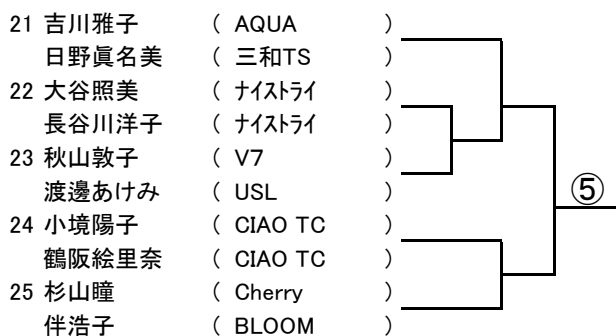 21 吉川雅子 ( AQUA )
日野眞名美 ( 三和TS )
22 大谷照美 ( ナイストライ )
長谷川洋子 ( ナイストライ )
23 秋山敦子 ( V7 )
渡邊あけみ ( USL )
⑤
24 小境陽子 ( CIAO TC )
鶴阪絵里奈 ( CIAO TC )
25 杉山瞳 ( Cherry )
伴浩子 ( BLOOM )